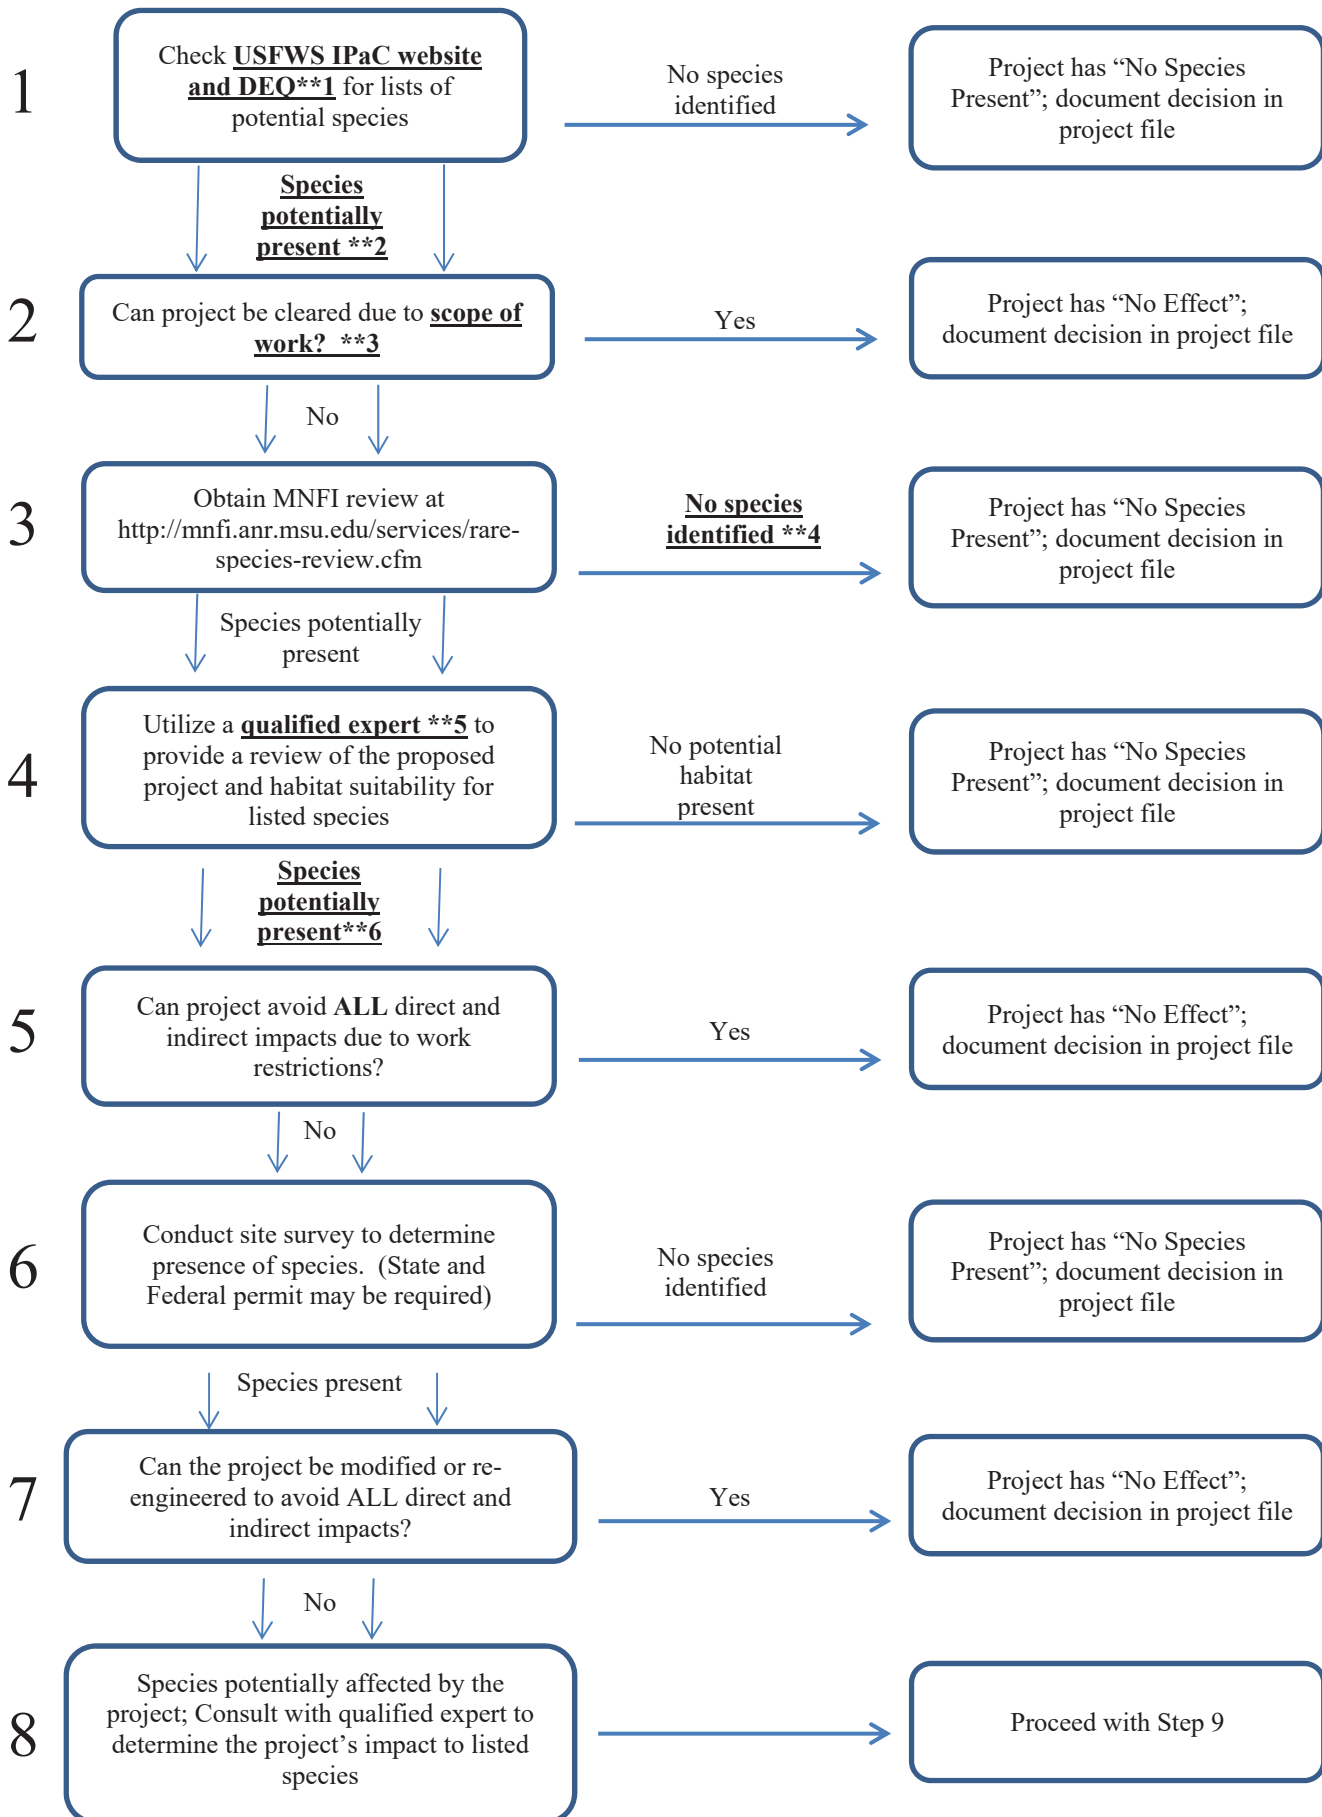 1
Check USFWS IPaC website
and DEQ**1 for lists of
potential species
No species
identified
Project has “No Species
Present”; document decision in
project file
Species
potentially
present **2
2
Can project be cleared due to scope of
work?  **3
Yes
Project has “No Effect”;
document decision in project file
No
3
Obtain MNFI review at
http://mnfi.anr.msu.edu/services/rare-
species-review.cfm
No species
identified **4
Project has “No Species
Present”; document decision in
project file
Species potentially
present
4
Utilize a qualified expert **5 to
provide a review of the proposed
project and habitat suitability for
listed species
No potential
habitat
present
Project has “No Species
Present”; document decision in
project file
Species
potentially
present**6
5
Can project avoid ALL direct and
indirect impacts due to work
restrictions?
Yes
Project has “No Effect”;
document decision in project file
No
6
Conduct site survey to determine
presence of species.  (State and
Federal permit may be required)
No species
identified
Project has “No Species
Present”; document decision in
project file
Species present
7
Can the project be modified or re-
engineered to avoid ALL direct and
indirect impacts?
Yes
Project has “No Effect”;
document decision in project file
No
8
Species potentially affected by the
project; Consult with qualified expert to
determine the project’s impact to listed
species
Proceed with Step 9